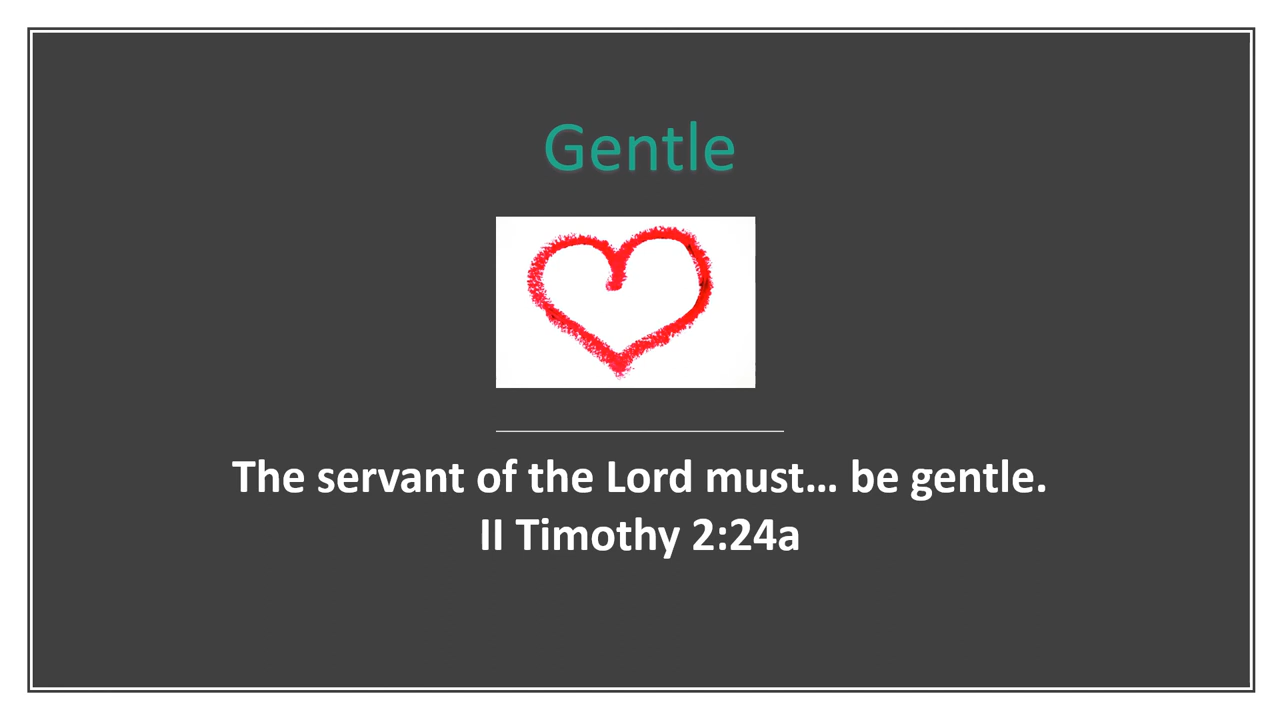 Gentle
The servant of the Lord must… be gentle.
II Timothy 2:24a